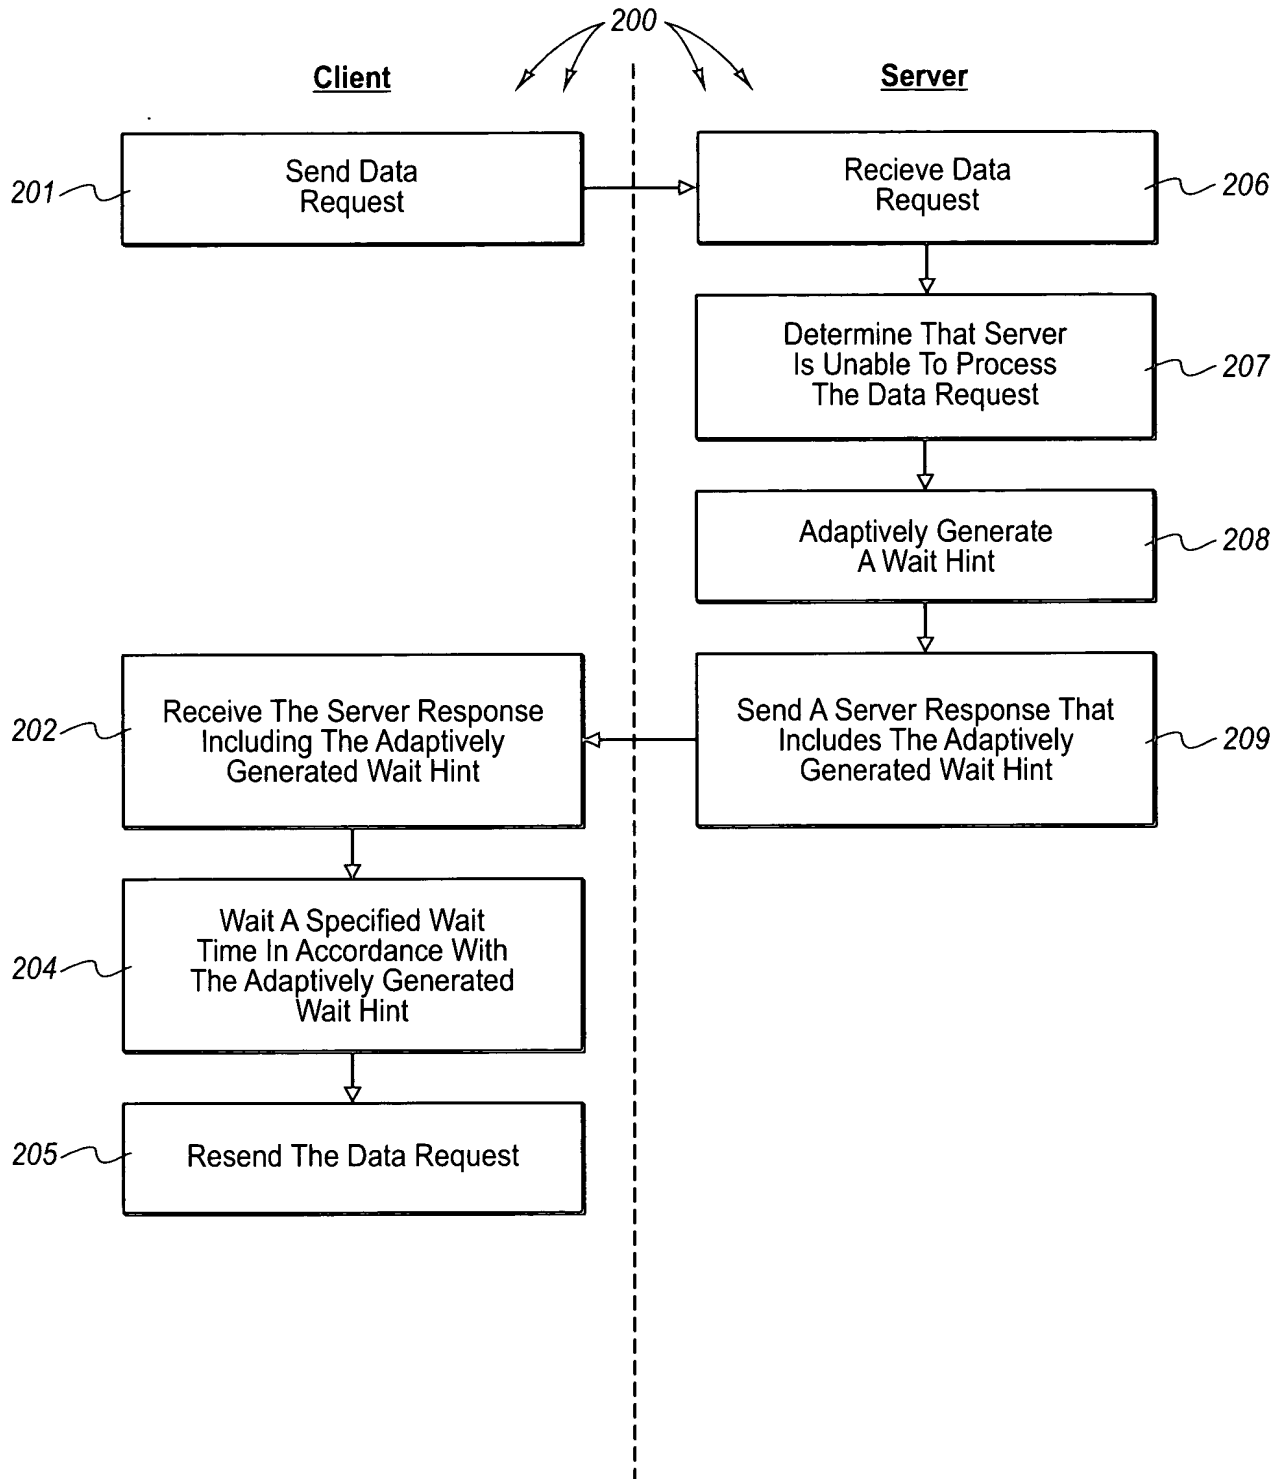 200
Client
Server
201
Send Data
Request
Recieve Data
Request
206
Determine That Server
Is Unable To Process
The Data Request
207
Adaptively Generate
A Wait Hint
208
202
Receive The Server Response
Including The Adaptively
Generated Wait Hint
Send A Server Response That
Includes The Adaptively
Generated Wait Hint
209
204
Wait A Specified Wait
Time In Accordance With
The Adaptively Generated
Wait Hint
205
Resend The Data Request